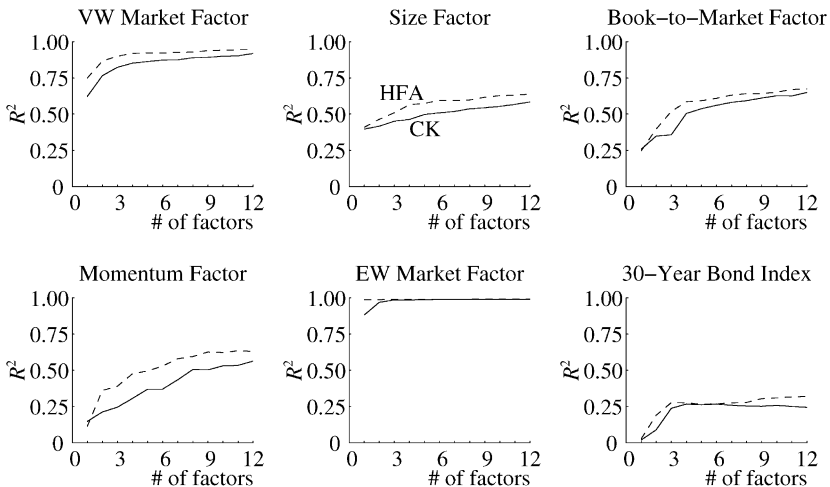 VW Market Factor
1.00
0.75
0.50
0.25
0
R²
0 3 6 9 12
# of factors
Size Factor
1.00
0.75
0.50
0.25
0
R²
HFA
CK
0 3 6 9 12
# of factors
Book−to−Market Factor
1.00
0.75
0.50
0.25
0
R²
0 3 6 9 12
# of factors
Momentum Factor
1.00
0.75
0.50
0.25
0
R²
0 3 6 9 12
# of factors
EW Market Factor
1.00
0.75
0.50
0.25
0
R²
0 3 6 9 12
# of factors
30−Year Bond Index
1.00
0.75
0.50
0.25
0
R²
0 3 6 9 12
# of factors